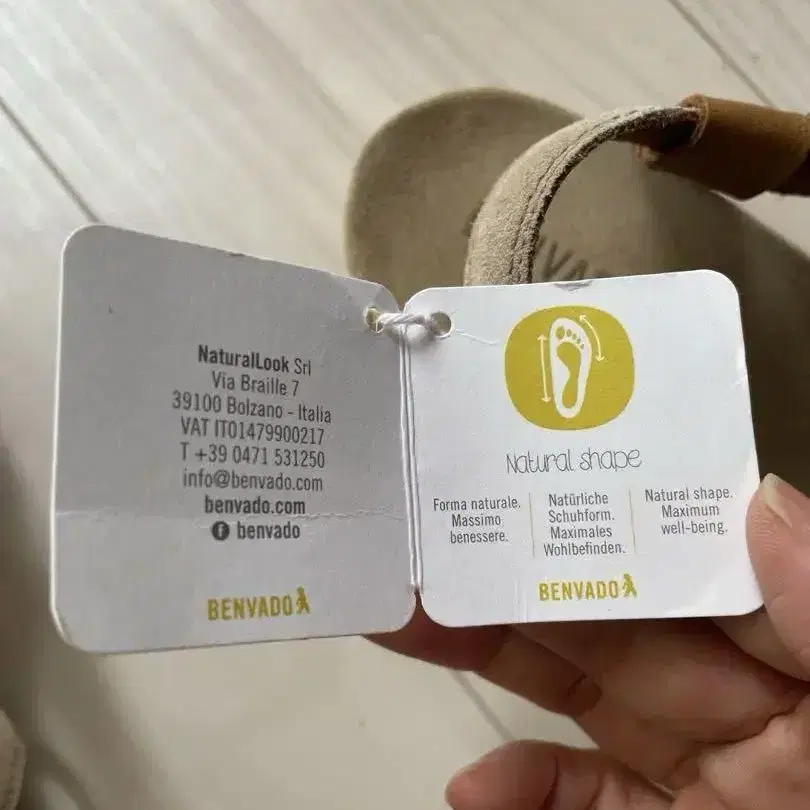 NaturalLook Srl
Via Braille 7
39100 Bolzano - Italia
VAT IT01479900217
T +39 0471 531250
info@benvado.com
benvado.com
benvado
BENVADO
Natural shape
Forma naturale.
Massimo
benessere.
Natürliche
Schuhform.
Maximales
Wohlbefinden.
Natural shape.
Maximum
well-being.
BENVADO